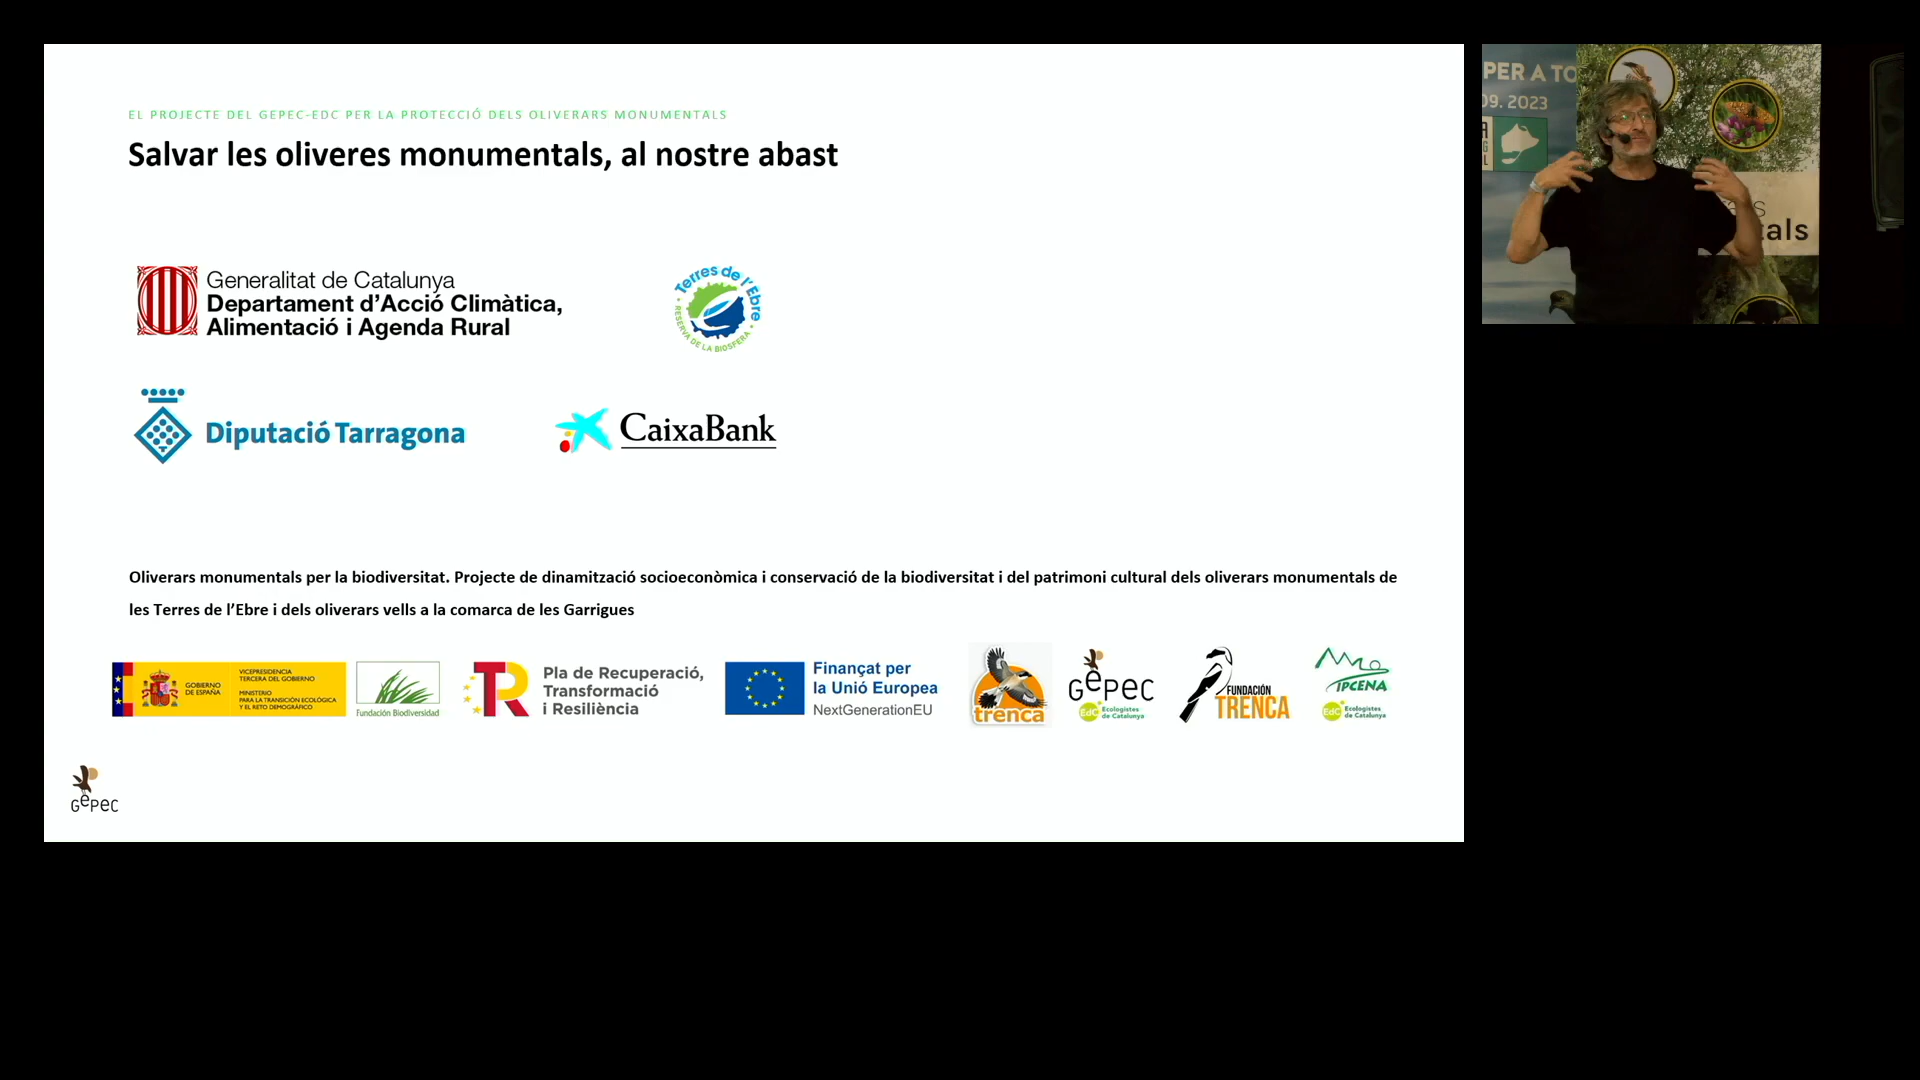 EL PROJECTE DEL GEPEC-EDC PER LA PROTECCIÓ DELS OLIVERARS MONUMENTALS
Salvar les oliveres monumentals, al nostre abast
Generalitat de Catalunya
Departament d'Acció Climàtica,
Alimentació i Agenda Rural
Terres de l'Ebre
RESERVA DE LA BIOSFERA
Diputació Tarragona
CaixaBank
Oliverars monumentals per la biodiversitat. Projecte de dinamització socioeconòmica i conservació de la biodiversitat i del patrimoni cultural dels oliverars monumentals de
les Terres de l'Ebre i dels oliverars vells a la comarca de les Garrigues
GOBIERNO
DE ESPAÑA
VICEPRESIDENCIA
TERCERA DEL GOBIERNO
MINISTERIO
PARA LA TRANSICIÓN ECOLÓGICA
Y EL RETO DEMOGRÁFICO
Fundación Biodiversidad
TR
Pla de Recuperació,
Transformació
i Resiliència
Finançat per
la Unió Europea
NextGenerationEU
trenca
GePeC
EdC Ecologistes
de Catalunya
FUNDACIÓN
TRENCA
IPCENA
EdC Ecologistes
de Catalunya
GePeC
PER A TO
09. 2023
tals